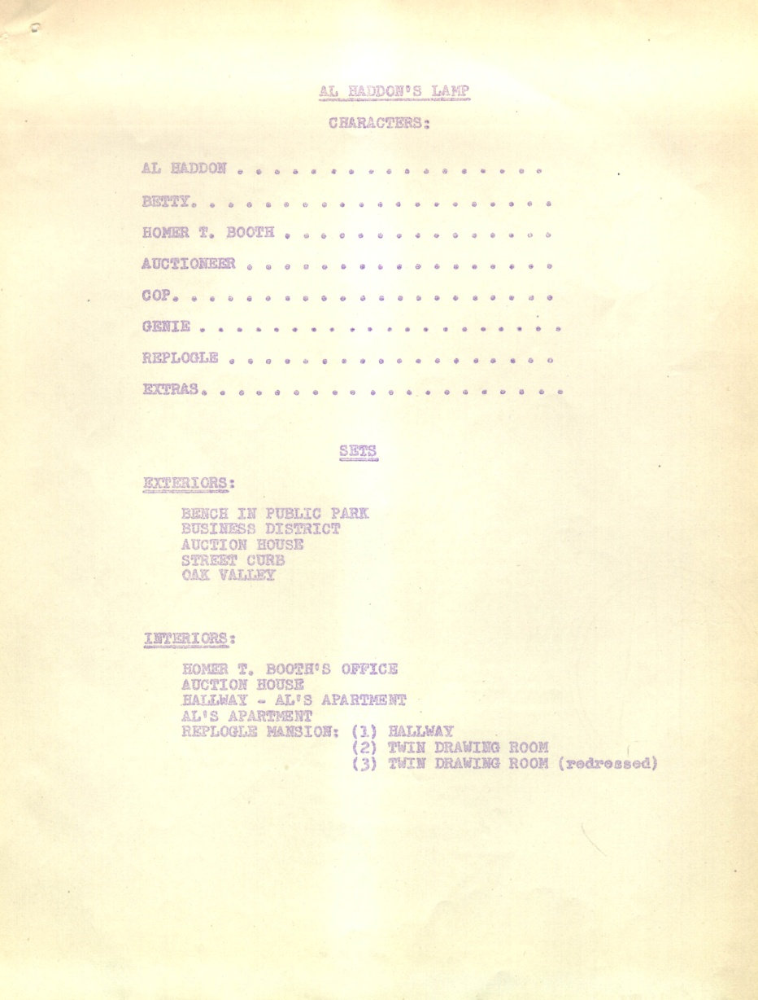 AL HADDON'S LAMP
CHARACTERS:
AL HADDON . . . . . . . . . . . . . . . . .
BETTY. . . . . . . . . . . . . . . . . . . .
HOMER T. BOOTH . . . . . . . . . . . . . . .
AUCTIONEER . . . . . . . . . . . . . . . . .
COP. . . . . . . . . . . . . . . . . . . . .
GENIE . . . . . . . . . . . . . . . . . . . .
REPLOGLE . . . . . . . . . . . . . . . . . .
EXTRAS. . . . . . . . . . . . . . . . . . . .
SETS
EXTERIORS:
BENCH IN PUBLIC PARK
BUSINESS DISTRICT
AUCTION HOUSE
STREET CURB
OAK VALLEY
INTERIORS:
HOMER T. BOOTH'S OFFICE
AUCTION HOUSE
HALLWAY - AL'S APARTMENT
AL'S APARTMENT
REPLOGLE MANSION: (1) HALLWAY
(2) TWIN DRAWING ROOM
(3) TWIN DRAWING ROOM (redressed)